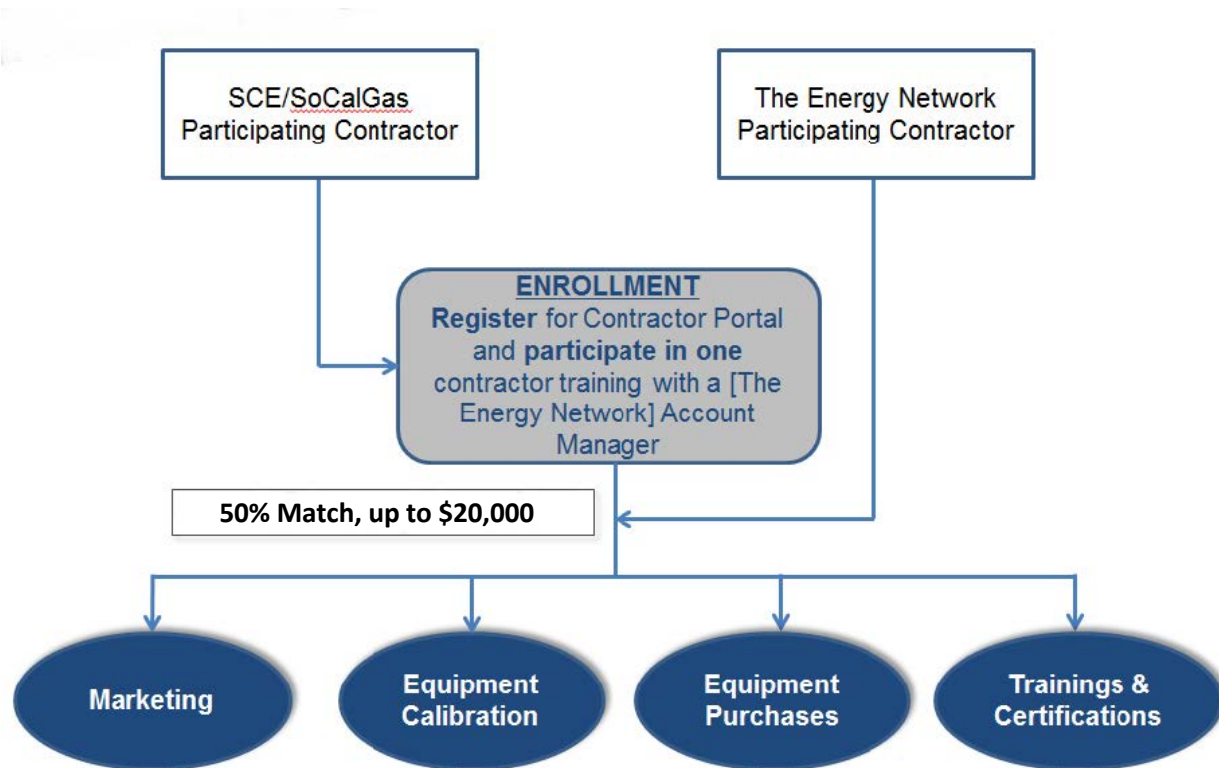 SCE/SoCalGas
Participating Contractor
The Energy Network
Participating Contractor
ENROLLMENT
Register for Contractor Portal
and participate in one
contractor training with a [The
Energy Network] Account
Manager
50% Match, up to $20,000
Marketing
Equipment
Calibration
Equipment
Purchases
Trainings &
Certifications